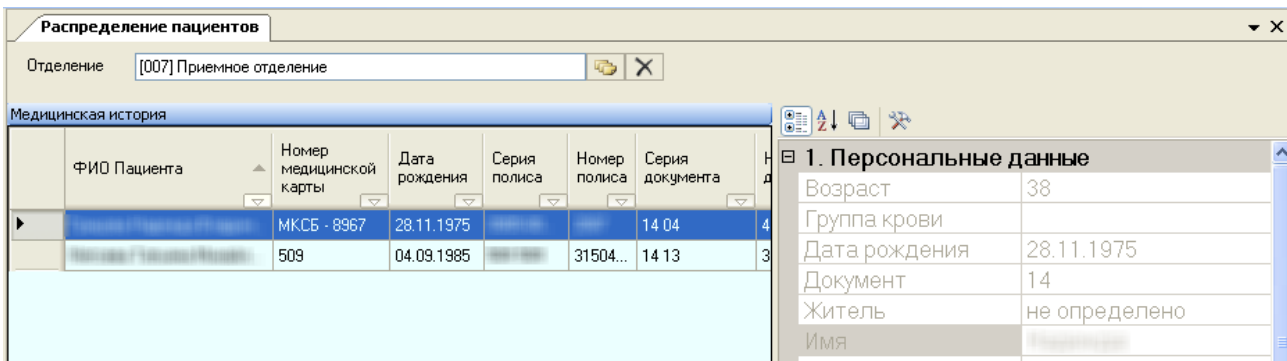 Распределение пациентов
Отделение [007] Приемное отделение
Медицинская история
ФИО Пациента Номер медицинской карты Дата рождения Серия полиса Номер полиса Серия документа
МКСБ - 8967 28.11.1975 14 04
509 04.09.1985 31504... 14 13
1. Персональные данные
Возраст 38
Группа крови
Дата рождения 28.11.1975
Документ 14
Житель не определено
Имя